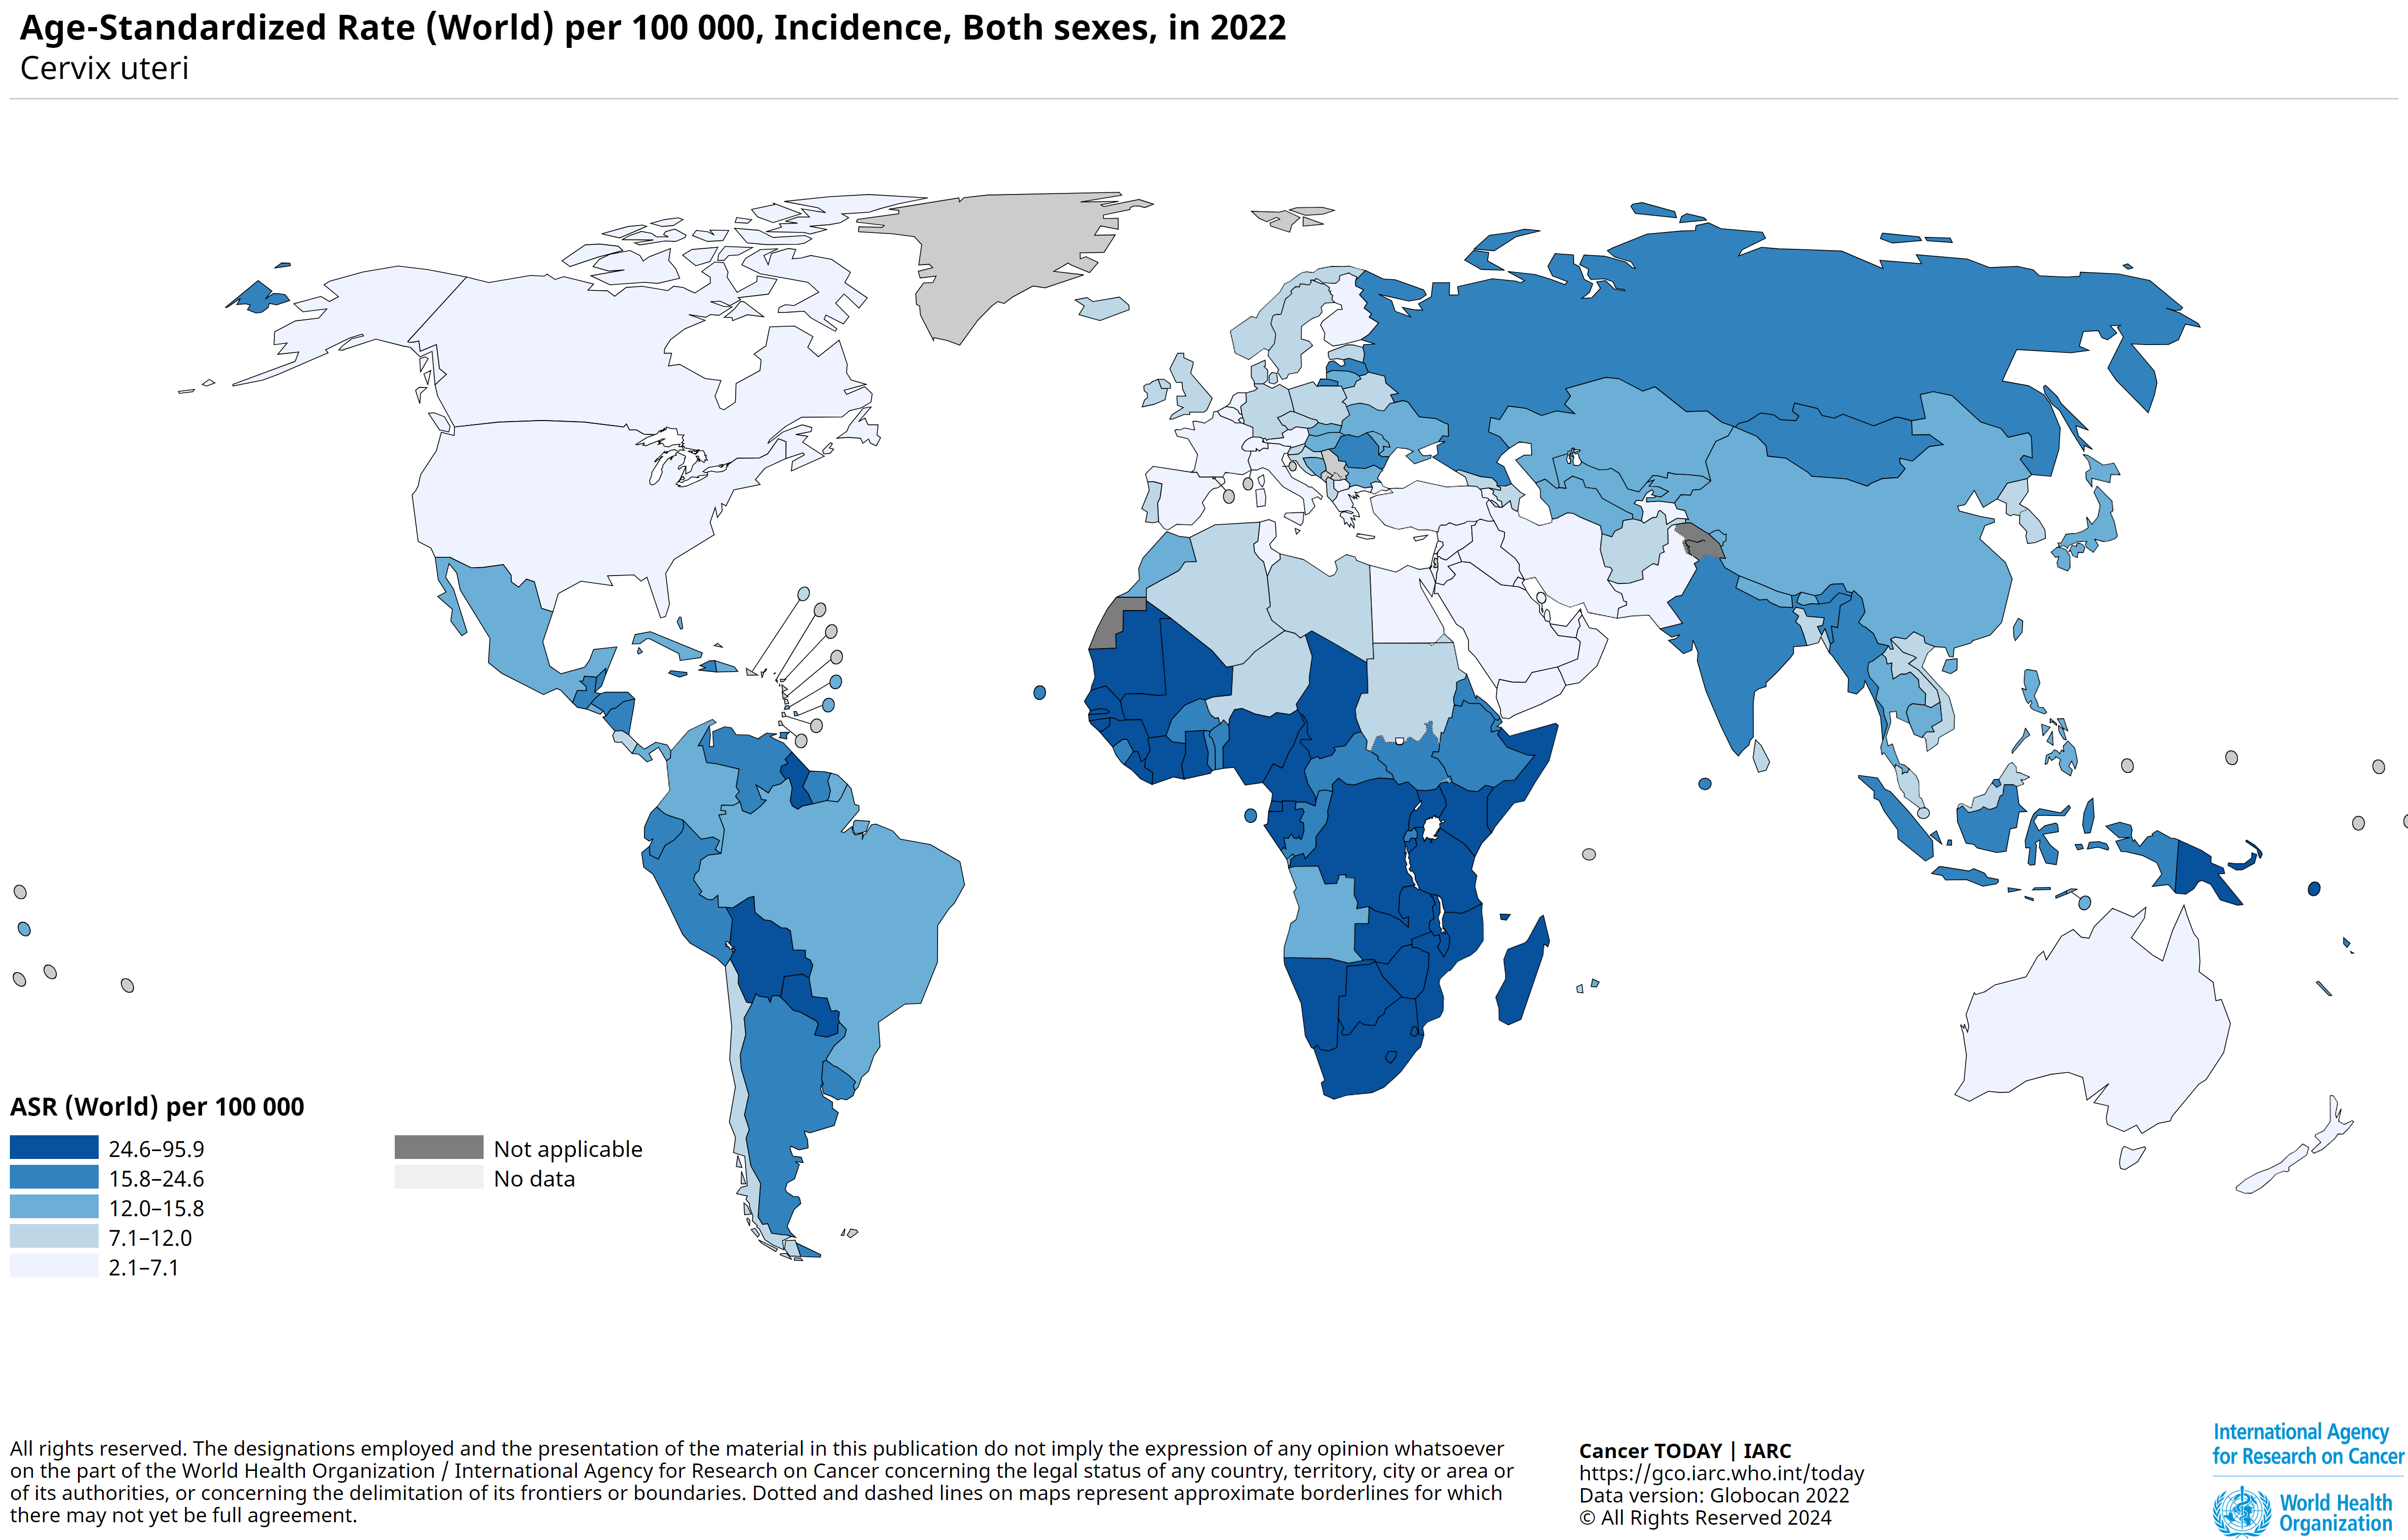 Age-Standardized Rate (World) per 100 000, Incidence, Both sexes, in 2022
Cervix uteri
ASR (World) per 100 000
24.6–95.9
15.8–24.6
12.0–15.8
7.1–12.0
2.1–7.1
Not applicable
No data
All rights reserved. The designations employed and the presentation of the material in this publication do not imply the expression of any opinion whatsoever
on the part of the World Health Organization / International Agency for Research on Cancer concerning the legal status of any country, territory, city or area or
of its authorities, or concerning the delimitation of its frontiers or boundaries. Dotted and dashed lines on maps represent approximate borderlines for which
there may not yet be full agreement.
Cancer TODAY | IARC
https://gco.iarc.who.int/today
Data version: Globocan 2022
© All Rights Reserved 2024
International Agency
for Research on Cancer
World Health
Organization